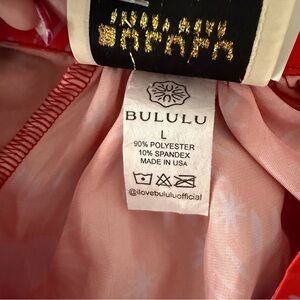 BULULU
L
90% POLYESTER
10% SPANDEX
MADE IN USA
@ilovebululuofficial